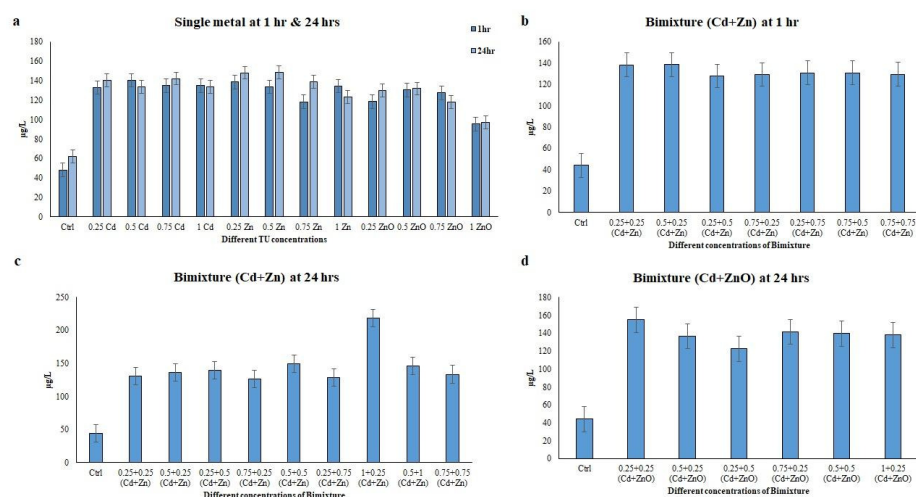 a
Single metal at 1 hr & 24 hrs
1hr
24hr
180
160
140
120
100
80
60
40
20
0
µg/L
Ctrl 0.25 Cd 0.5 Cd 0.75 Cd 1 Cd 0.25 Zn 0.5 Zn 0.75 Zn 1 Zn 0.25 ZnO 0.5 ZnO 0.75 ZnO 1 ZnO
Different TU concentrations
b
Bimixture (Cd+Zn) at 1 hr
160
140
120
100
80
60
40
20
0
µg/L
Ctrl 0.25+0.25 0.5+0.25 0.25+0.5 0.75+0.25 0.25+0.75 0.75+0.5 0.75+0.75
(Cd+Zn) (Cd+Zn) (Cd+Zn) (Cd+Zn) (Cd+Zn) (Cd+Zn) (Cd+Zn)
Different concentrations of Bimixture
c
Bimixture (Cd+Zn) at 24 hrs
250
200
150
100
50
0
µg/L
Ctrl 0.25+0.25 0.5+0.25 0.25+0.5 0.75+0.25 0.5+0.5 0.25+0.75 1+0.25 0.5+1 0.75+0.75
(Cd+Zn) (Cd+Zn) (Cd+Zn) (Cd+Zn) (Cd+Zn) (Cd+Zn) (Cd+Zn) (Cd+Zn) (Cd+Zn)
Different concentrations of Bimixture
d
Bimixture (Cd+ZnO) at 24 hrs
180
160
140
120
100
80
60
40
20
0
µg/L
Ctrl 0.25+0.25 0.5+0.25 0.25+0.5 0.75+0.25 0.5+0.5 1+0.25
(Cd+ZnO) (Cd+ZnO) (Cd+ZnO) (Cd+ZnO) (Cd+ZnO) (Cd+ZnO)
Different concentrations of Bimixture